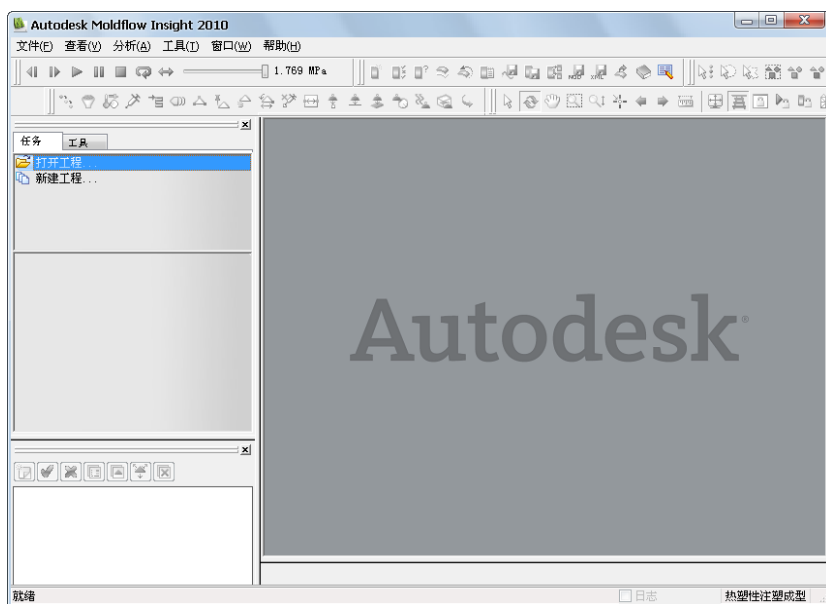 Autodesk Moldflow Insight 2010
文件(F) 查看(V) 分析(A) 工具(T) 窗口(W) 帮助(H)
1.769 MPa
任务 工具
打开工程...
新建工程...
Autodesk®
就绪 日志 热塑性注塑成型